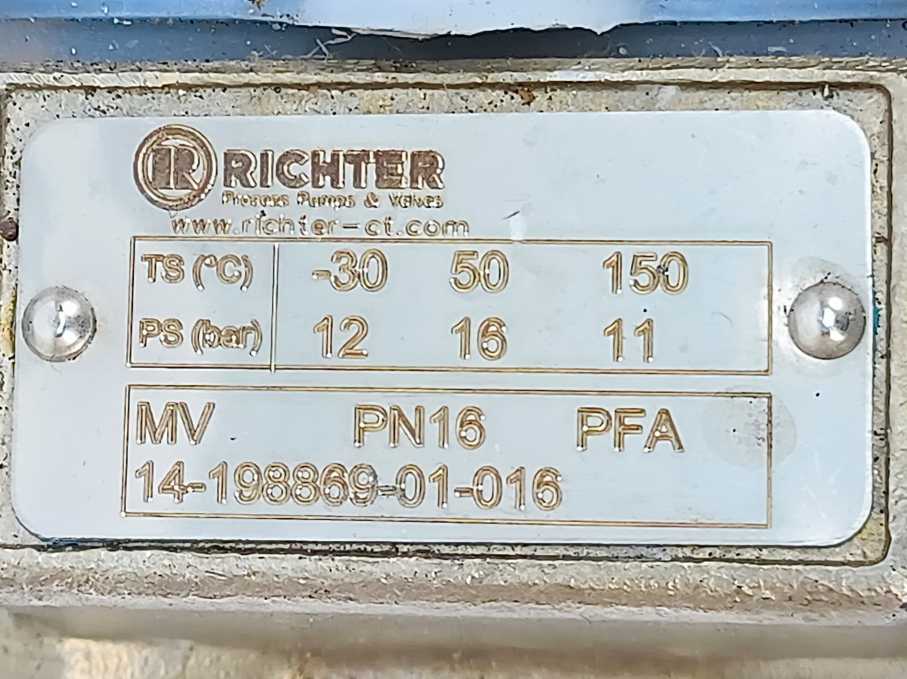 R RICHTER
Process Pumps & Valves
www.richter-ct.com
TS (°C) -30 50 150
PS (bar) 12 16 11
MV PN16 PFA
14-198869-01-016